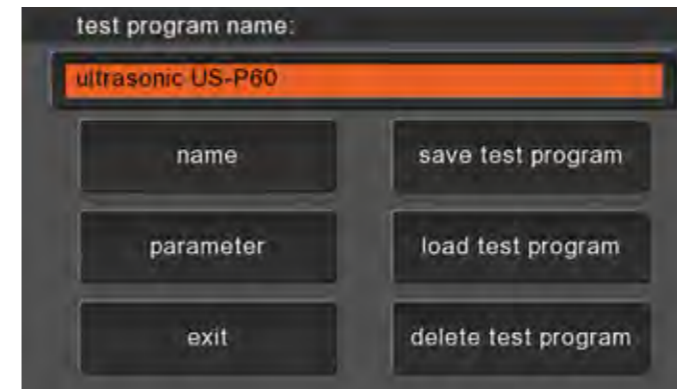 test program name:
ultrasonic US-P60
name
save test program
parameter
load test program
exit
delete test program